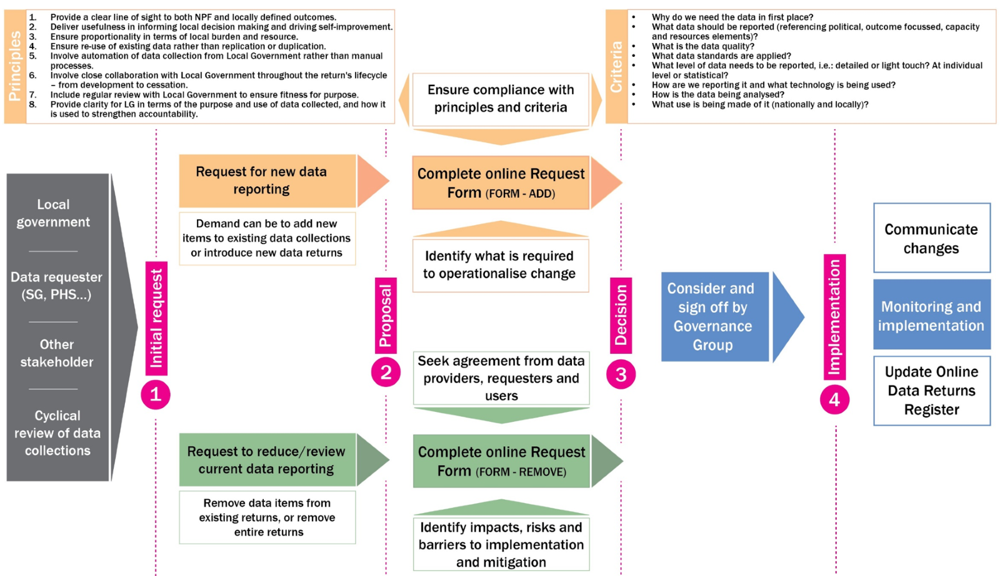 Principles
1. Provide a clear line of sight to both NPF and locally defined outcomes.
2. Deliver usefulness in informing local decision making and driving self-improvement.
3. Ensure proportionality in terms of local burden and resource.
4. Ensure re-use of existing data rather than replication or duplication.
5. Involve automation of data collection from Local Government rather than manual
processes.
6. Involve close collaboration with Local Government throughout the return's lifecycle
– from development to cessation.
7. Include regular review with Local Government to ensure fitness for purpose.
8. Provide clarity for LG in terms of the purpose and use of data collected, and how it
is used to strengthen accountability.
Ensure compliance with
principles and criteria
Criteria
• Why do we need the data in first place?
• What data should be reported (referencing political, outcome focussed, capacity
and resources elements)?
• What is the data quality?
• What data standards are applied?
• What level of data needs to be reported, i.e.: detailed or light touch? At individual
level or statistical?
• How are we reporting it and what technology is being used?
• How is the data being analysed?
• What use is being made of it (nationally and locally)?
Local
government
Data requester
(SG, PHS...)
Other
stakeholder
Cyclical
review of data
collections
Initial request
1
Request for new data
reporting
Demand can be to add new
items to existing data collections
or introduce new data returns
Request to reduce/review
current data reporting
Remove data items from
existing returns, or remove
entire returns
Proposal
2
Complete online Request
Form (FORM - ADD)
Identify what is required
to operationalise change
Seek agreement from data
providers, requesters and
users
Complete online Request
Form (FORM - REMOVE)
Identify impacts, risks and
barriers to implementation
and mitigation
Decision
3
Consider and
sign off by
Governance
Group
Implementation
4
Communicate
changes
Monitoring and
implementation
Update Online
Data Returns
Register